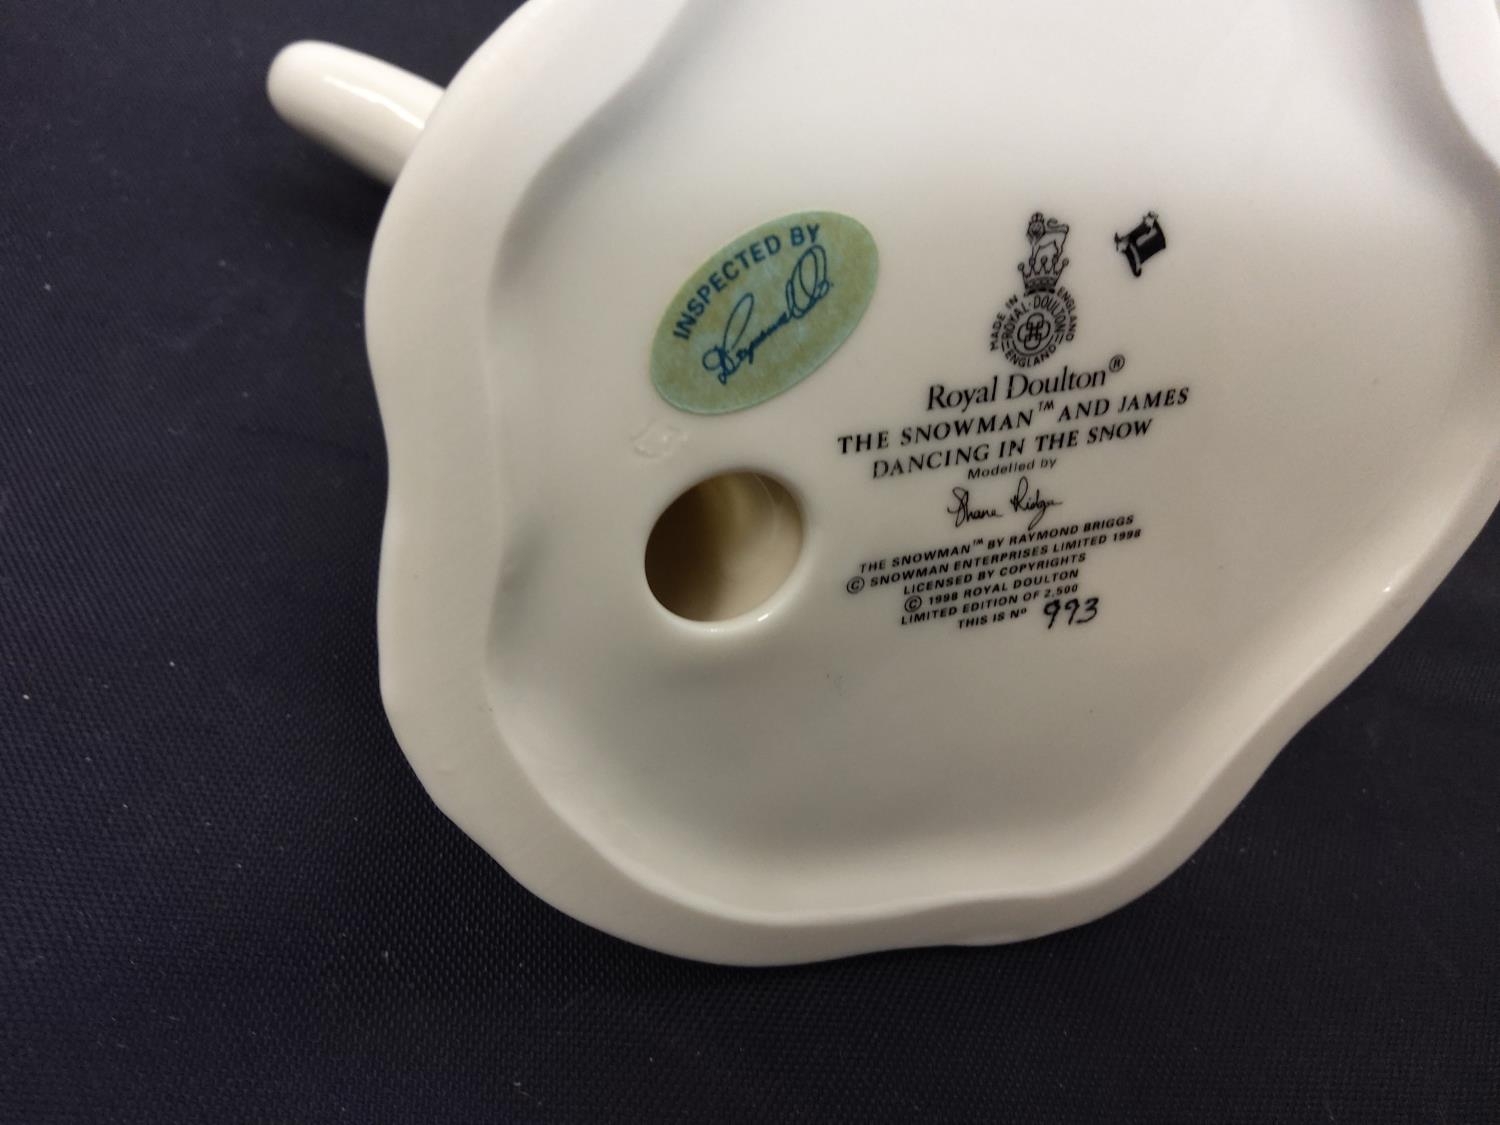 INSPECTED BY
MADE IN ENGLAND
ROYAL DOULTON
ENGLAND
Royal Doulton®
THE SNOWMAN™ AND JAMES
DANCING IN THE SNOW
Modelled by
Shane Ridge
THE SNOWMAN™ BY RAYMOND BRIGGS
© SNOWMAN ENTERPRISES LIMITED 1998
LICENSED BY COPYRIGHTS
© 1998 ROYAL DOULTON
LIMITED EDITION OF 2,500
THIS IS Nº 993